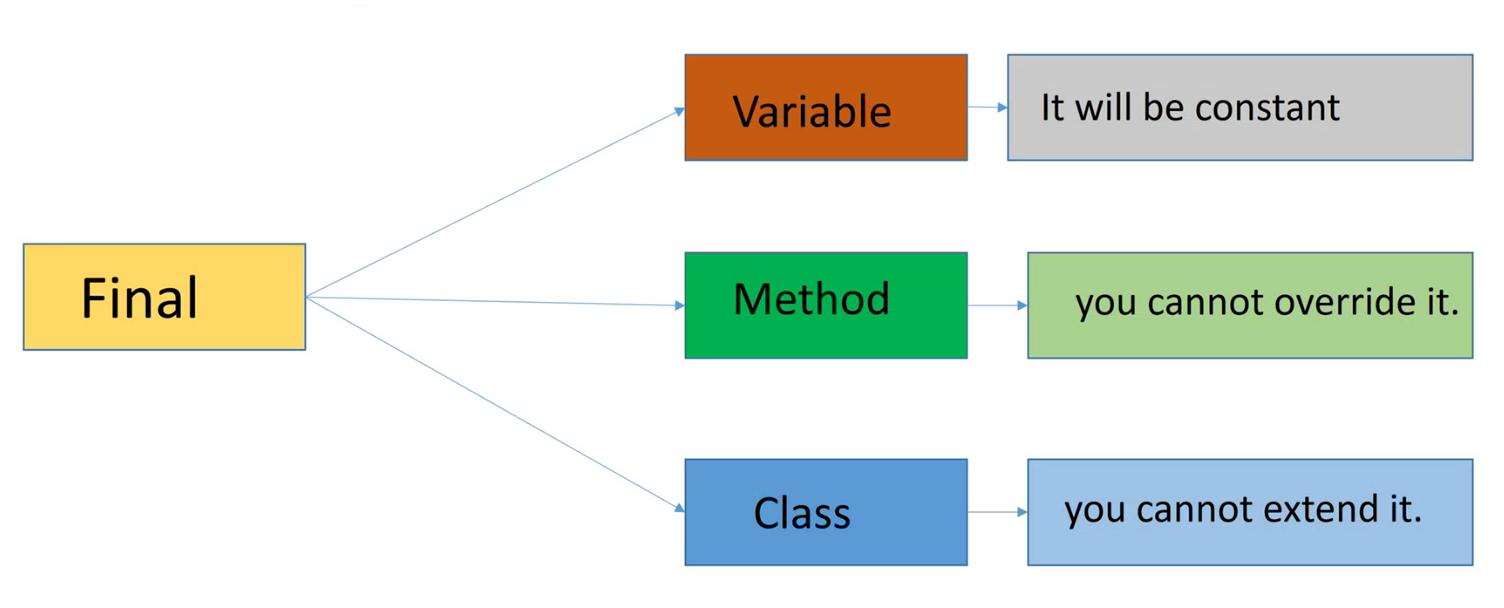 Final
Variable
It will be constant
Method
you cannot override it.
Class
you cannot extend it.